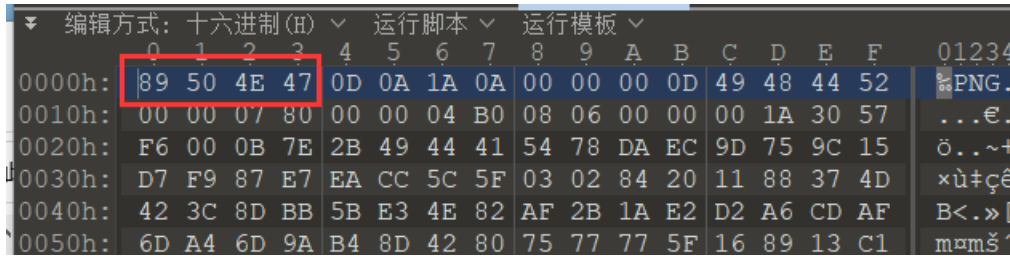 编辑方式: 十六进制(H) 运行脚本 运行模板
0 1 2 3 4 5 6 7 8 9 A B C D E F 01234
0000h: 89 50 4E 47 0D 0A 1A 0A 00 00 00 0D 49 48 44 52 ‰PNG.
0010h: 00 00 07 80 00 00 04 B0 08 06 00 00 00 1A 30 57 ...€.
0020h: F6 00 0B 7E 2B 49 44 41 54 78 DA EC 9D 75 9C 15 ö..~+
0030h: D7 F9 87 E7 EA CC 5C 5F 03 02 84 20 11 88 37 4D ×ù‡çê
0040h: 42 3C 8D BB 5B E3 4E 82 AF 2B 1A E2 D2 A6 CD AF B<.»[
0050h: 6D A4 6D 9A B4 8D 42 80 75 77 77 5F 16 89 13 C1 m¤mš´